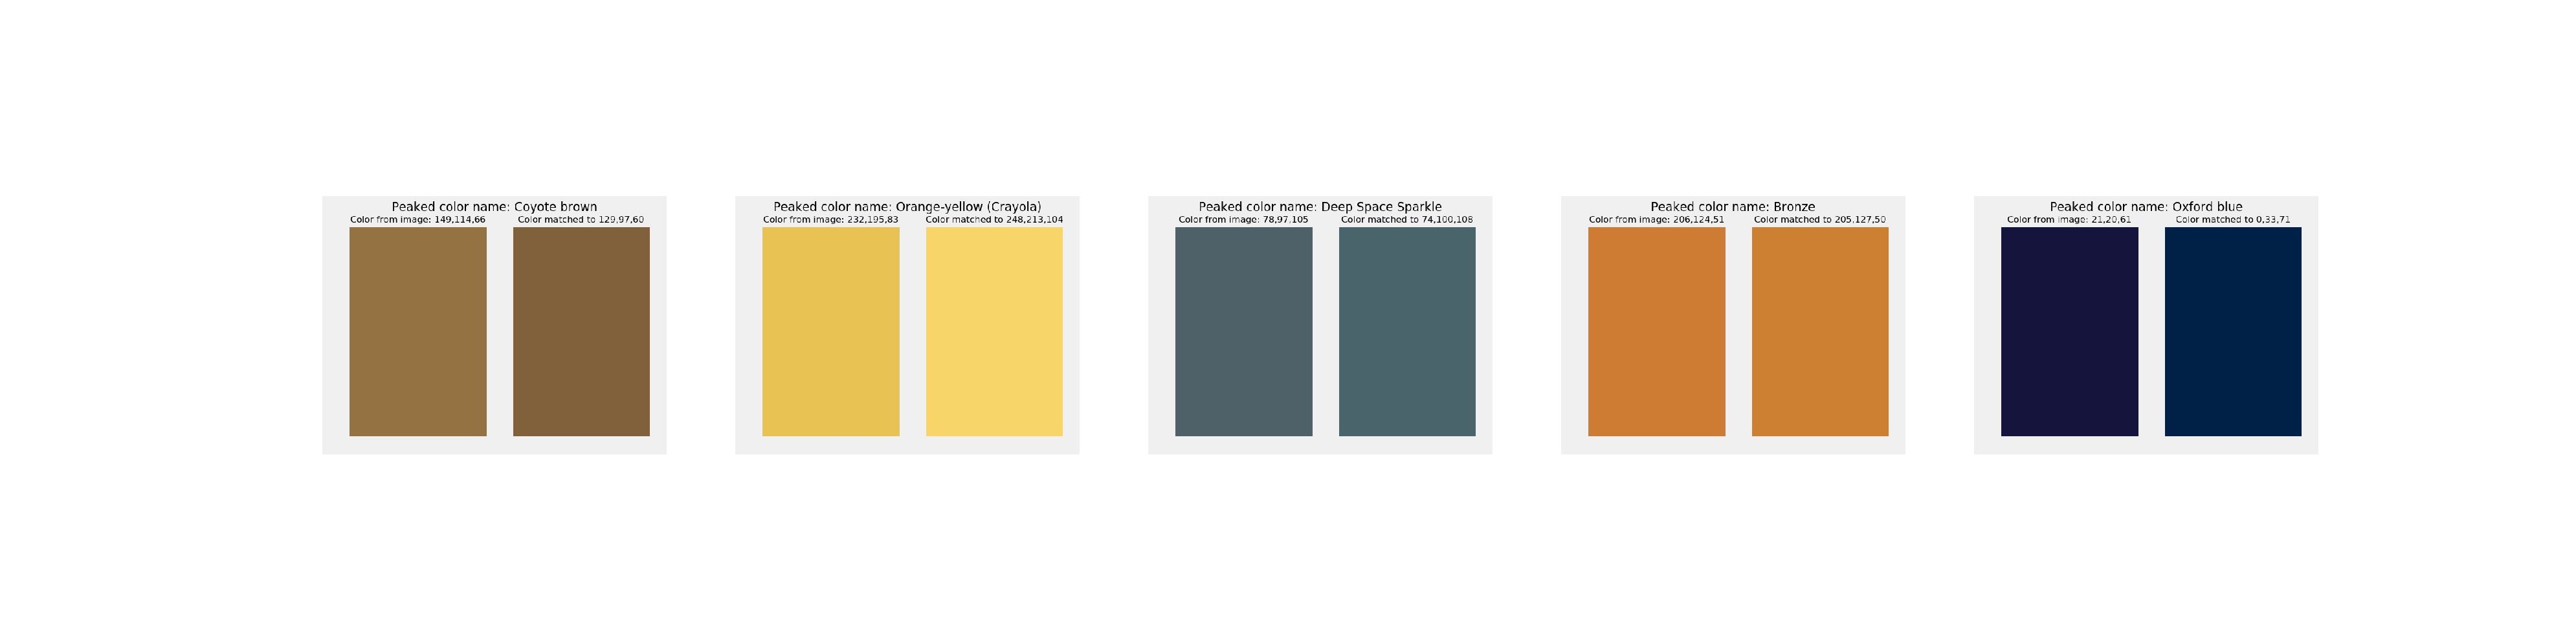 Peaked color name: Coyote brown
Color from image: 149,114,66
Color matched to 129,97,60
Peaked color name: Orange-yellow (Crayola)
Color from image: 232,195,83
Color matched to 248,213,104
Peaked color name: Deep Space Sparkle
Color from image: 78,97,105
Color matched to 74,100,108
Peaked color name: Bronze
Color from image: 206,124,51
Color matched to 205,127,50
Peaked color name: Oxford blue
Color from image: 21,20,61
Color matched to 0,33,71